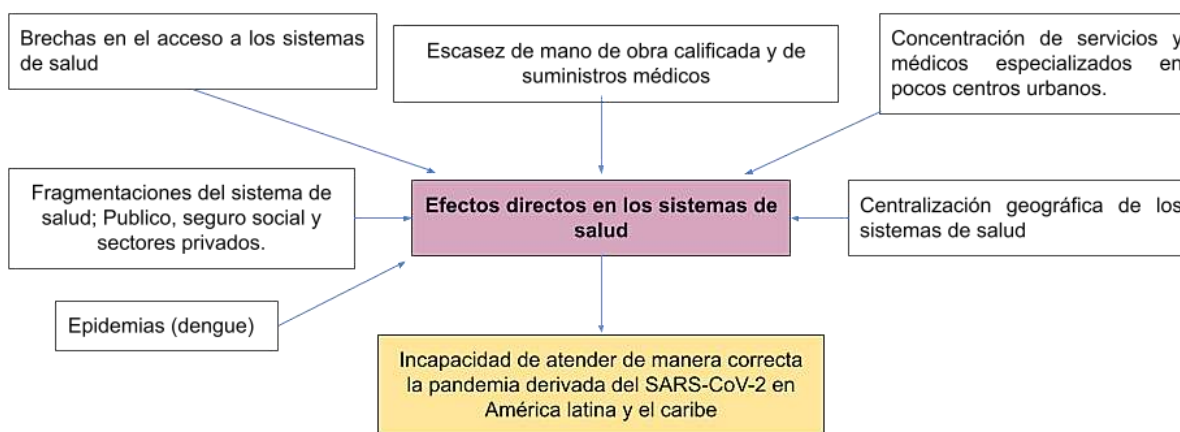 Brechas en el acceso a los sistemas
de salud
Escasez de mano de obra calificada y de
suministros médicos
Concentración de servicios y
médicos especializados en
pocos centros urbanos.
Fragmentaciones del sistema de
salud; Publico, seguro social y
sectores privados.
Efectos directos en los sistemas de
salud
Centralización geográfica de los
sistemas de salud
Epidemias (dengue)
Incapacidad de atender de manera correcta
la pandemia derivada del SARS-CoV-2 en
América latina y el caribe